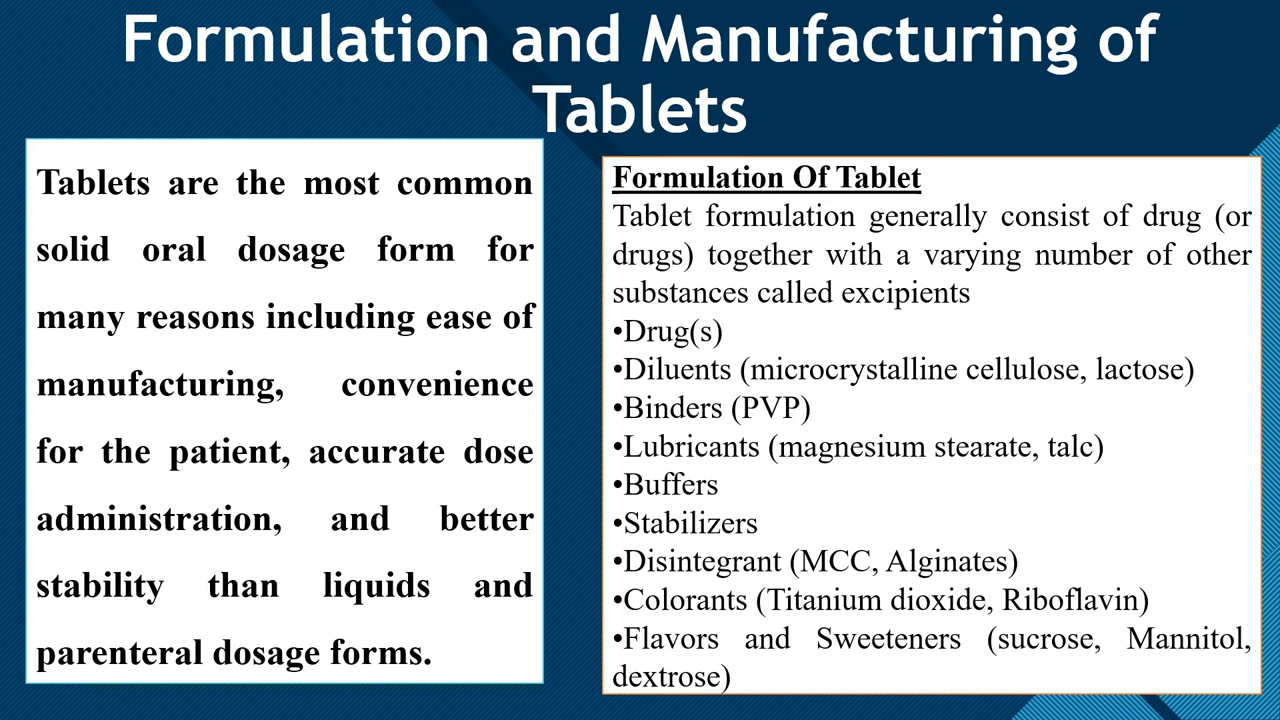 Formulation and Manufacturing of
Tablets
Tablets are the most common
solid oral dosage form for
many reasons including ease of
manufacturing, convenience
for the patient, accurate dose
administration, and better
stability than liquids and
parenteral dosage forms.
Formulation Of Tablet
Tablet formulation generally consist of drug (or
drugs) together with a varying number of other
substances called excipients
•Drug(s)
•Diluents (microcrystalline cellulose, lactose)
•Binders (PVP)
•Lubricants (magnesium stearate, talc)
•Buffers
•Stabilizers
•Disintegrant (MCC, Alginates)
•Colorants (Titanium dioxide, Riboflavin)
•Flavors and Sweeteners (sucrose, Mannitol,
dextrose)